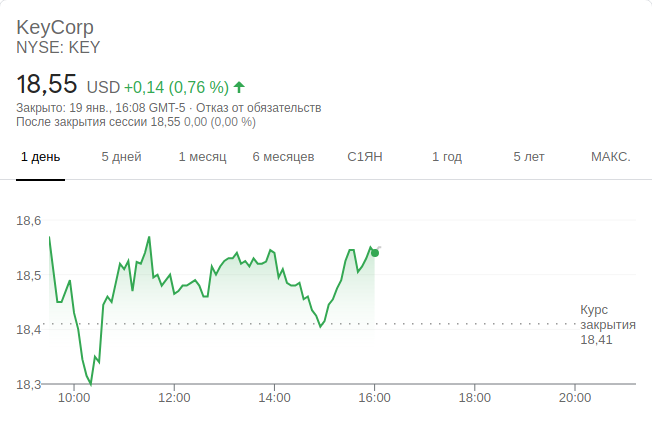 KeyCorp
NYSE: KEY
18,55 USD +0,14 (0,76 %)
Закрыто: 19 янв., 16:08 GMT-5 · Отказ от обязательств
После закрытия сессии 18,55 0,00 (0,00 %)
1 день 5 дней 1 месяц 6 месяцев С1ЯН 1 год 5 лет МАКС.
18,6
18,5
18,4
18,3
Курс
закрытия
18,41
10:00 12:00 14:00 16:00 18:00 20:00